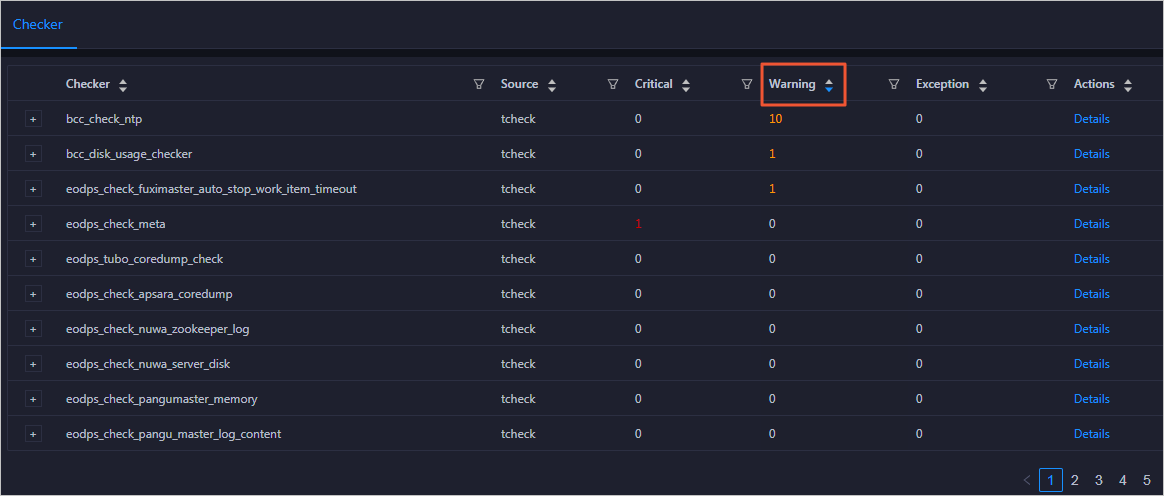 Checker
Checker Source Critical Warning Exception Actions
+ bcc_check_ntp tcheck 0 10 0 Details
+ bcc_disk_usage_checker tcheck 0 1 0 Details
+ eodps_check_fuximaster_auto_stop_work_item_timeout tcheck 0 1 0 Details
+ eodps_check_meta tcheck 1 0 0 Details
+ eodps_tubo_coredump_check tcheck 0 0 0 Details
+ eodps_check_apsara_coredump tcheck 0 0 0 Details
+ eodps_check_nuwa_zookeeper_log tcheck 0 0 0 Details
+ eodps_check_nuwa_server_disk tcheck 0 0 0 Details
+ eodps_check_pangumaster_memory tcheck 0 0 0 Details
+ eodps_check_pangu_master_log_content tcheck 0 0 0 Details
< 1 2 3 4 5